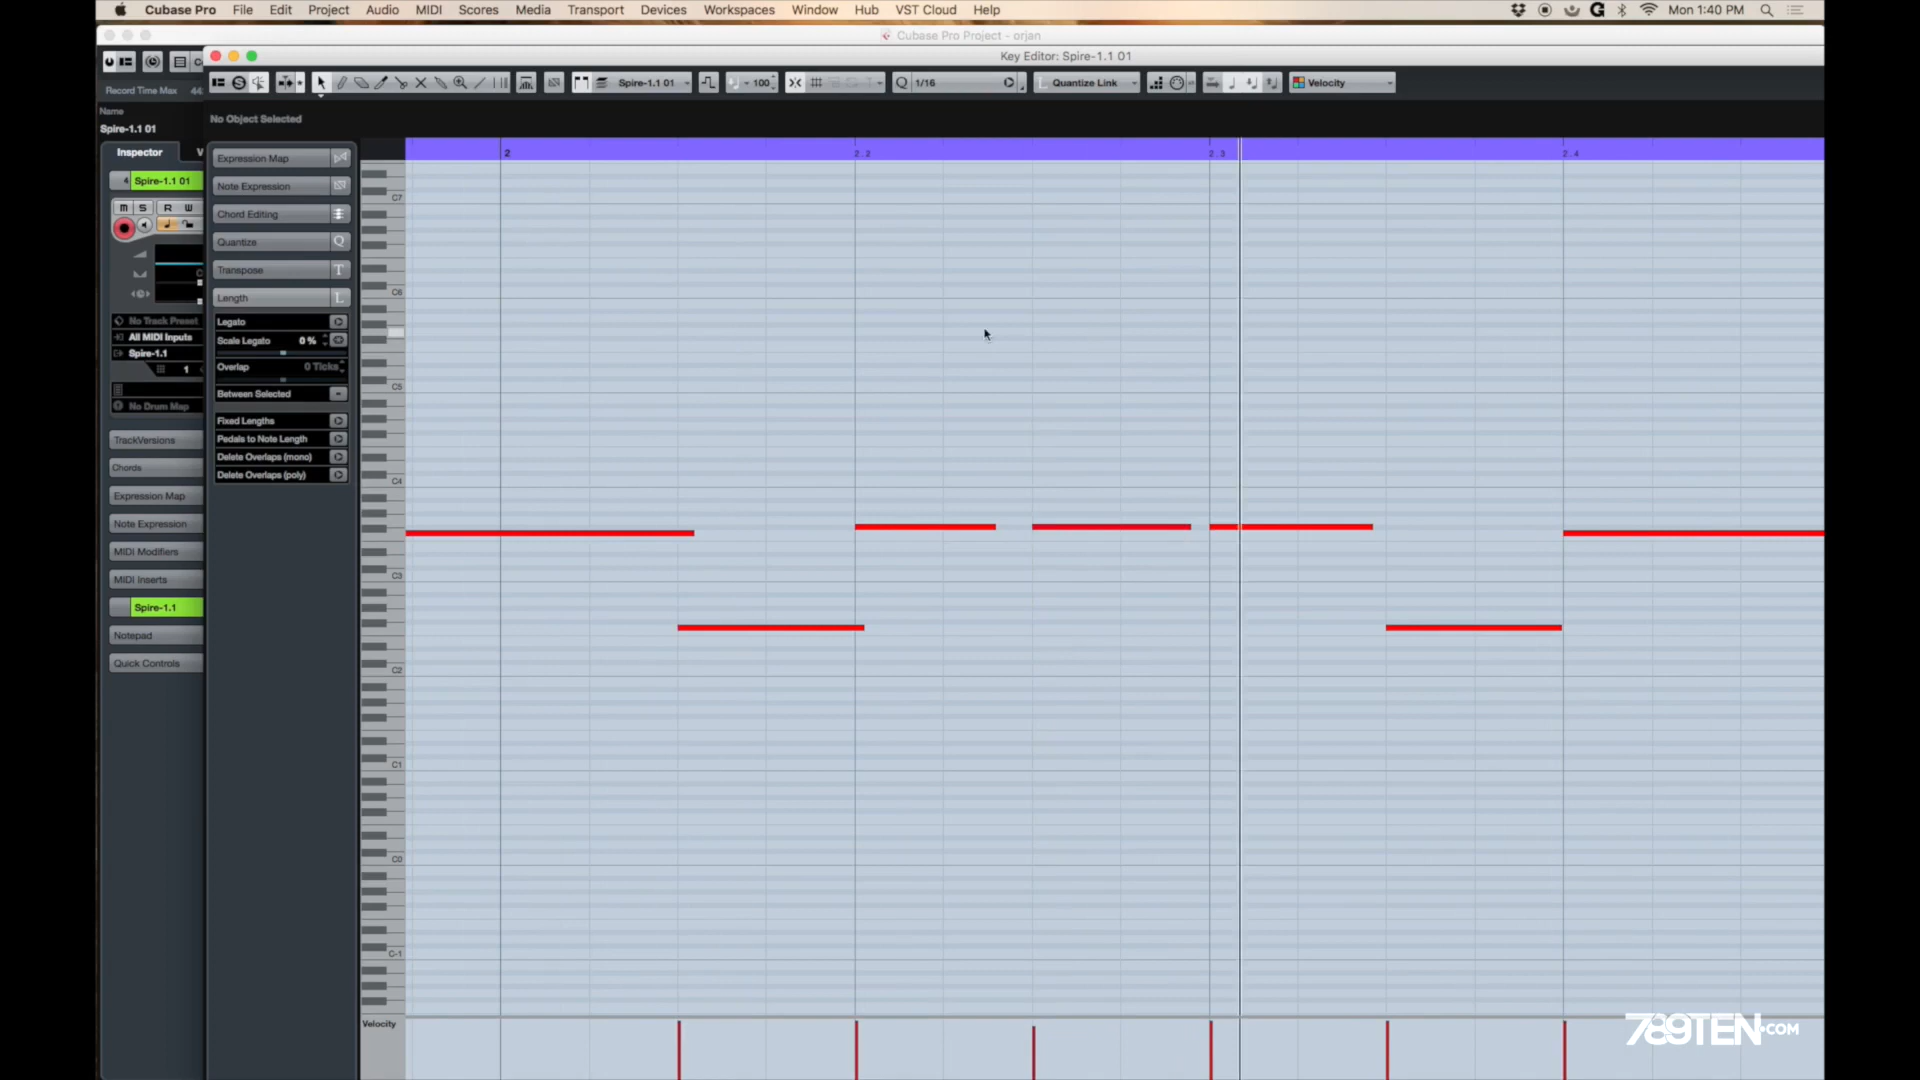 Cubase Pro File Edit Project Audio MIDI Scores Media Transport Devices Workspaces Window Hub VST Cloud Help Mon 1:40 PM
Cubase Pro Project - orjan
Key Editor: Spire-1.1 01
Spire-1.1 01 100 Q 1/16 Quantize Link Velocity
Record Time Max 44
No Object Selected
Name
Spire-1.1 01
Inspector V
4 Spire-1.1 01
M S R W
No Track Preset
All MIDI Inputs
Spire-1.1
1
No Drum Map
TrackVersions
Chords
Expression Map
Note Expression
MIDI Modifiers
MIDI Inserts
Spire-1.1
Notepad
Quick Controls
Expression Map
Note Expression
Chord Editing
Quantize Q
Transpose T
Length L
Legato
Scale Legato 0 %
Overlap 0 Ticks
Between Selected
Fixed Lengths
Pedals to Note Length
Delete Overlaps (mono)
Delete Overlaps (poly)
2 2.2 2.3 2.4
C7
C6
C5
C4
C3
C2
C1
C0
C-1
Velocity
789TEN.COM